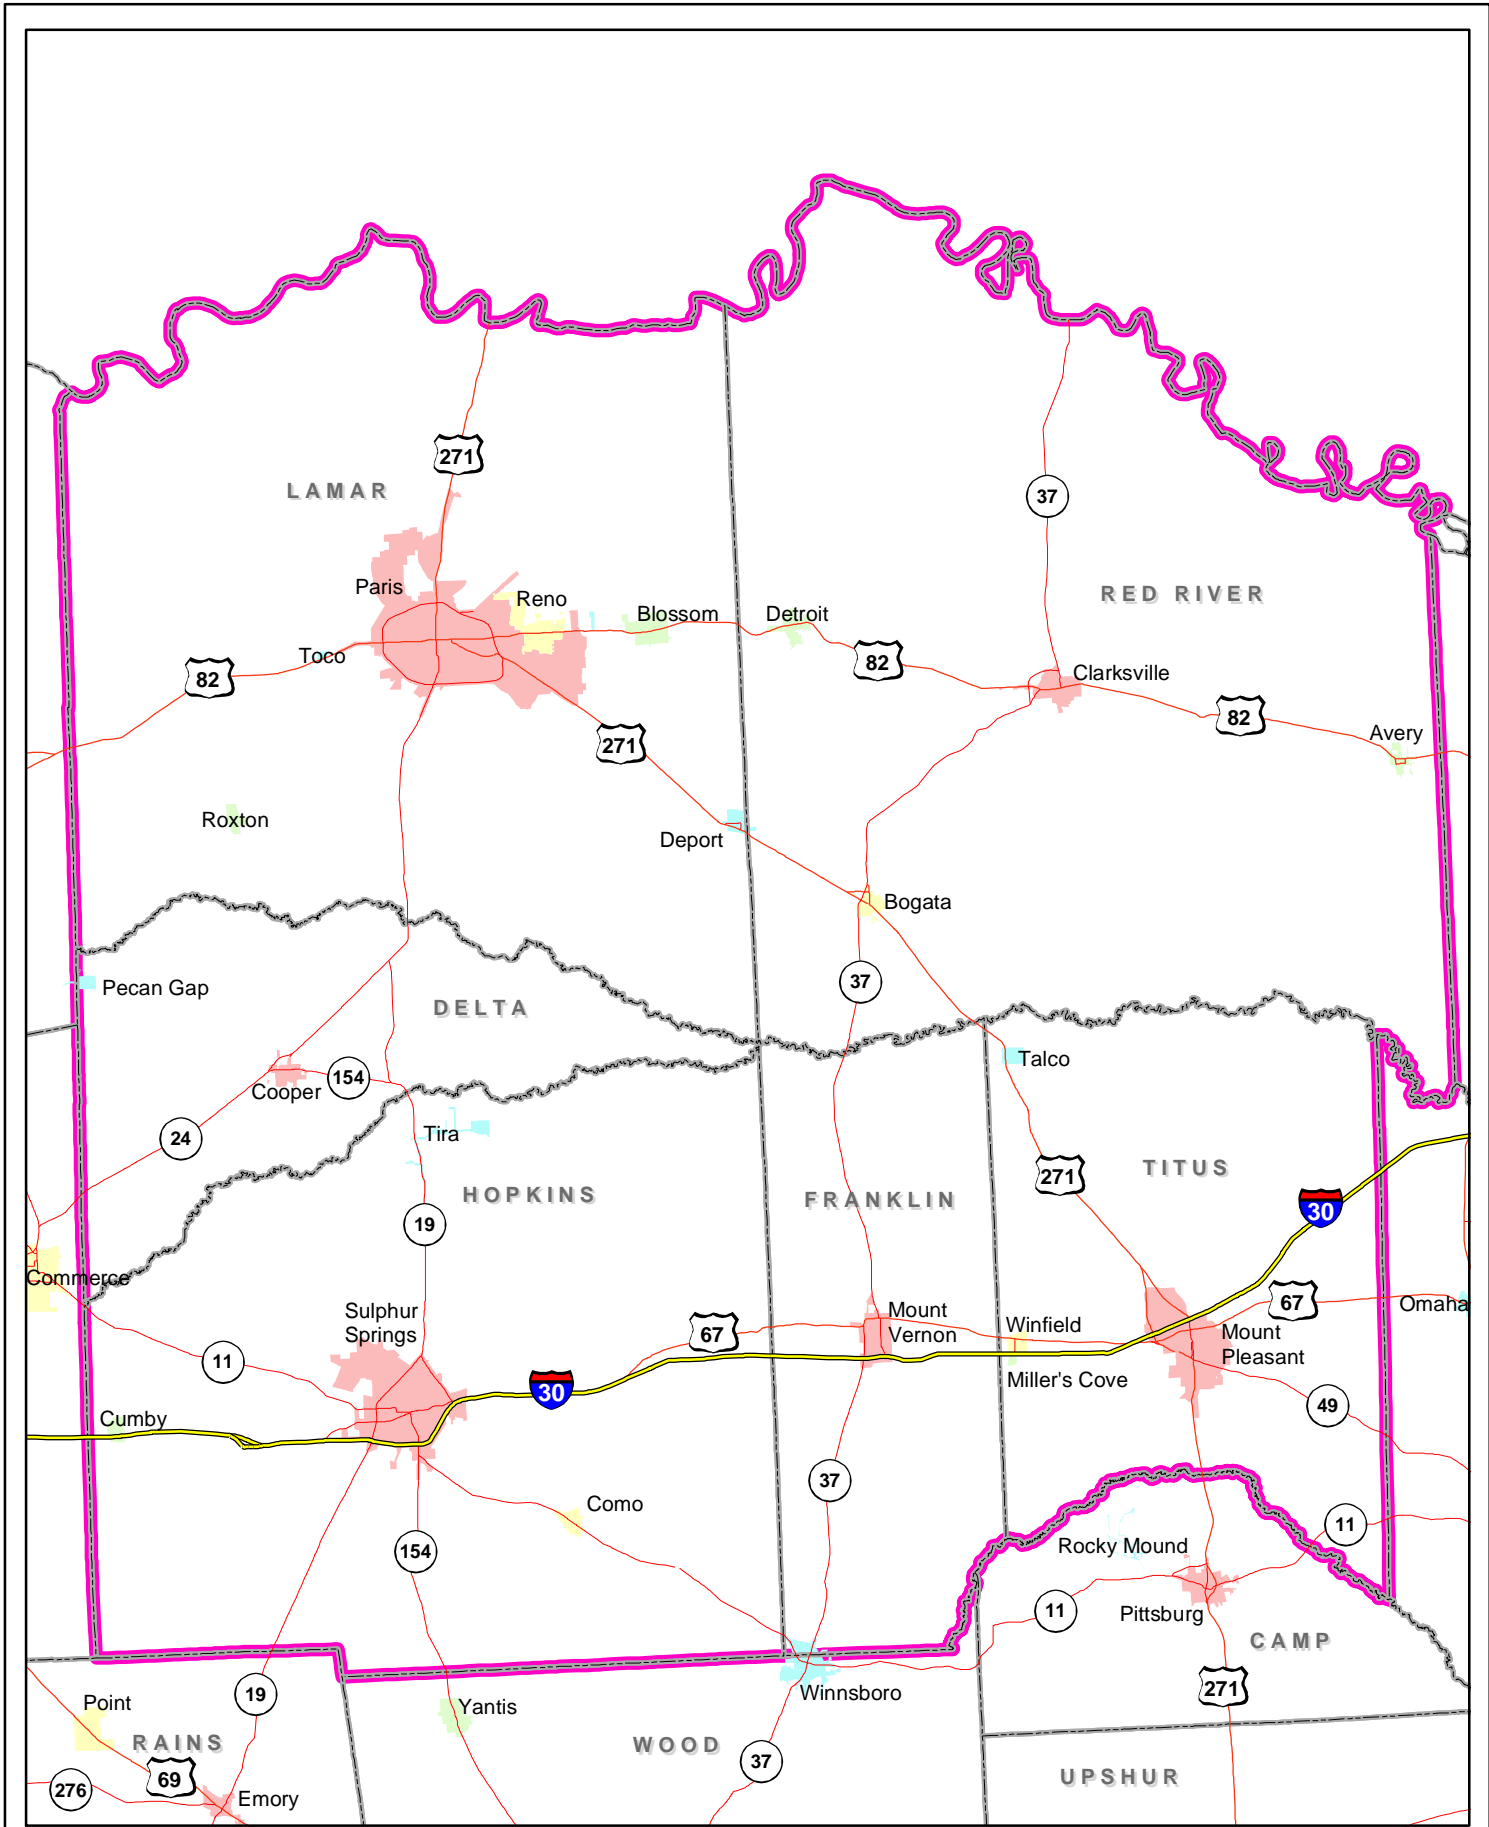 271
LAMAR
37
Paris
Reno
RED RIVER
Blossom
Detroit
Toco
82
82
Clarksville
82
271
Avery
Roxton
Deport
Bogata
37
Pecan Gap
DELTA
Talco
154
Cooper
24
Tira
TITUS
271
HOPKINS
FRANKLIN
30
19
Commerce
67
Omaha
Sulphur
Springs
Mount
Vernon
Winfield
67
Mount
Pleasant
11
30
Miller's Cove
49
Cumby
37
Como
11
154
Rocky Mound
11
Pittsburg
CAMP
271
19
Winnsboro
Point
Yantis
RAINS
WOOD
37
69
UPSHUR
276
Emory